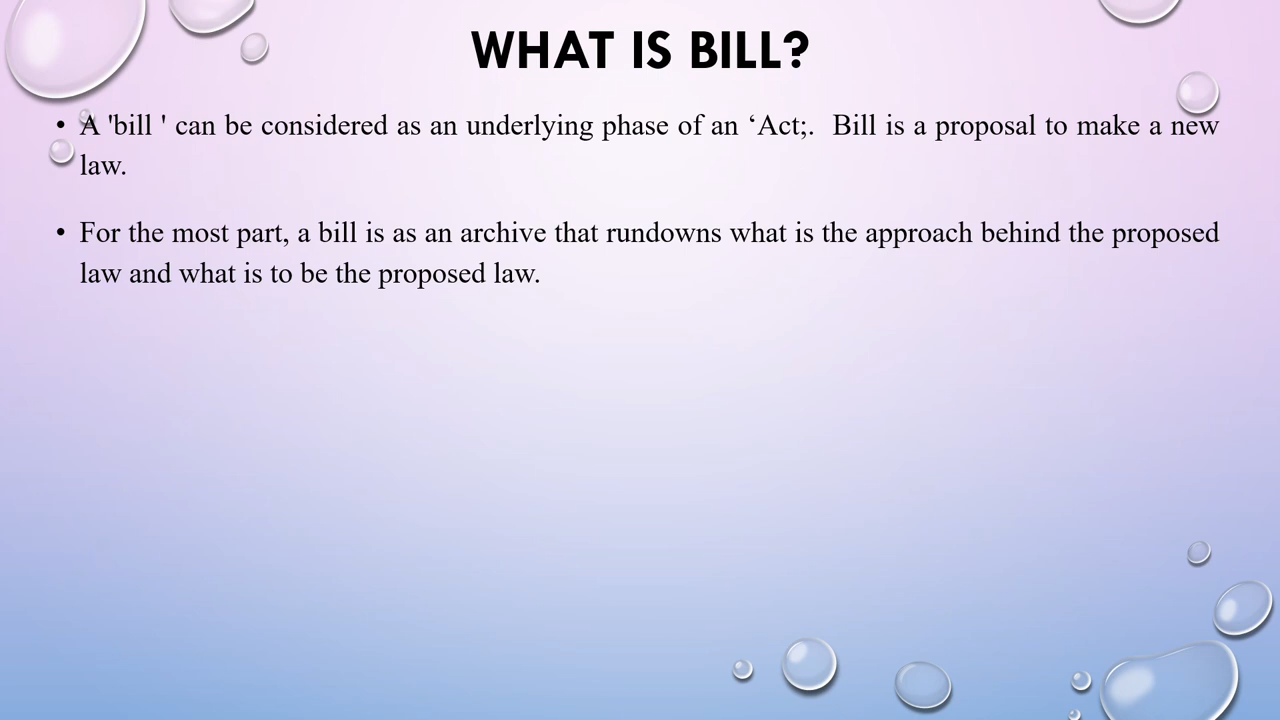 WHAT IS BILL?
• A 'bill ' can be considered as an underlying phase of an ‘Act;.  Bill is a proposal to make a new
law.
• For the most part, a bill is as an archive that rundowns what is the approach behind the proposed
law and what is to be the proposed law.